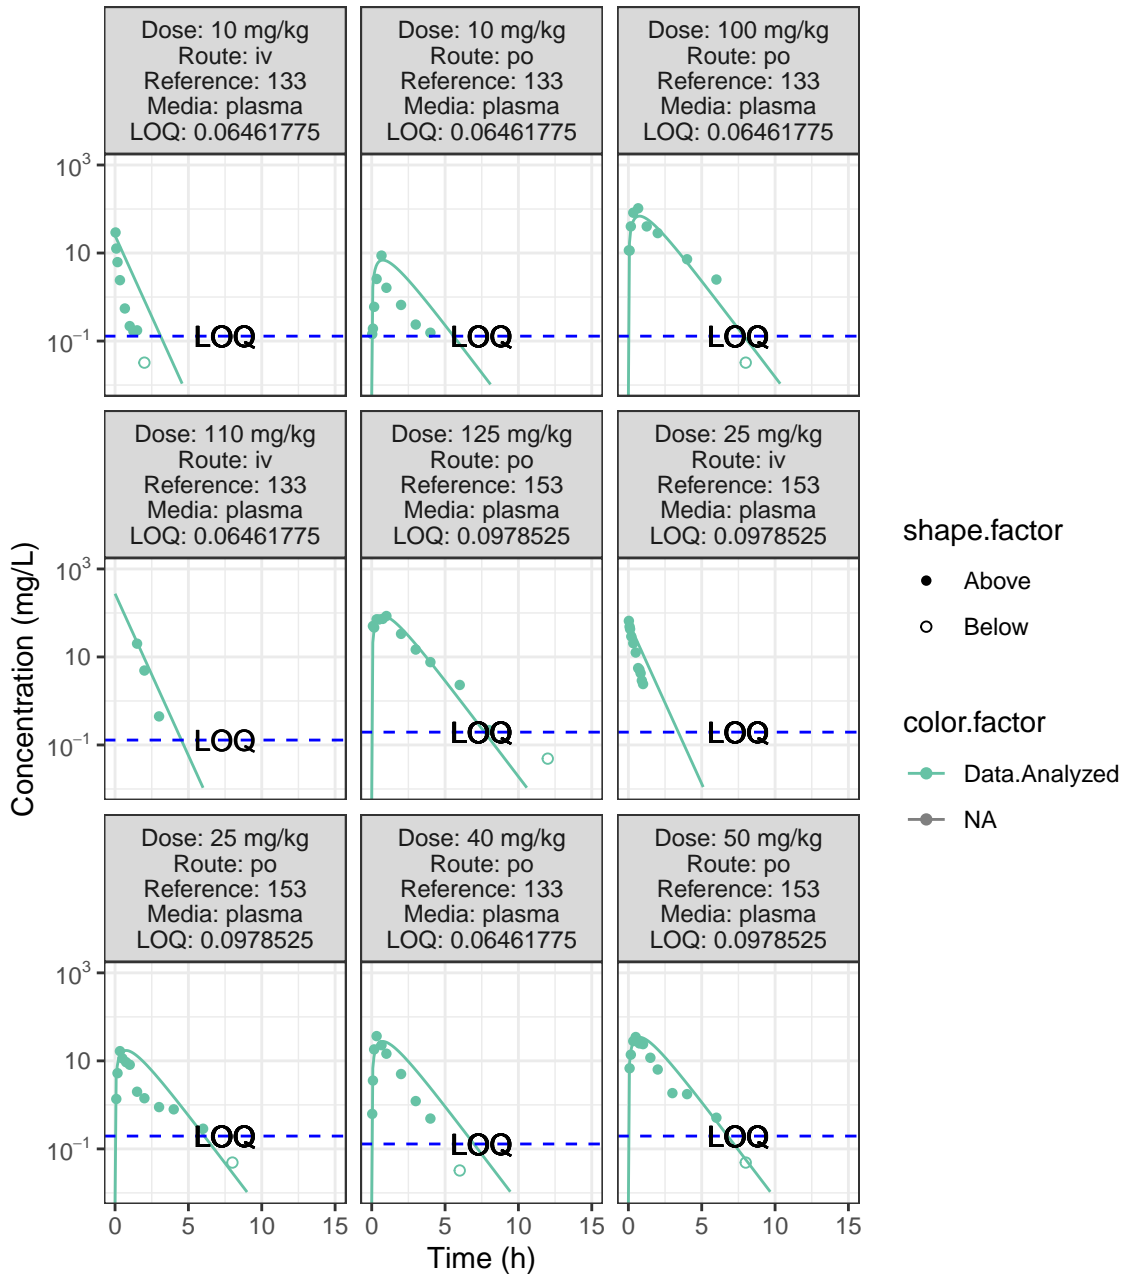 Dose: 10 mg/kg
Route: iv
Reference: 133
Media: plasma
LOQ: 0.06461775
Dose: 10 mg/kg
Route: po
Reference: 133
Media: plasma
LOQ: 0.06461775
Dose: 100 mg/kg
Route: po
Reference: 133
Media: plasma
LOQ: 0.06461775
10³
10
10⁻¹
LOQ
LOQ
LOQ
Dose: 110 mg/kg
Route: iv
Reference: 133
Media: plasma
LOQ: 0.06461775
Dose: 125 mg/kg
Route: po
Reference: 153
Media: plasma
LOQ: 0.0978525
Dose: 25 mg/kg
Route: iv
Reference: 153
Media: plasma
LOQ: 0.0978525
10³
10
10⁻¹
LOQ
LOQ
LOQ
Dose: 25 mg/kg
Route: po
Reference: 153
Media: plasma
LOQ: 0.0978525
Dose: 40 mg/kg
Route: po
Reference: 133
Media: plasma
LOQ: 0.06461775
Dose: 50 mg/kg
Route: po
Reference: 153
Media: plasma
LOQ: 0.0978525
10³
10
10⁻¹
LOQ
LOQ
LOQ
0 5 10 15
0 5 10 15
0 5 10 15
Time (h)
Concentration (mg/L)
shape.factor
Above
Below
color.factor
Data.Analyzed
NA